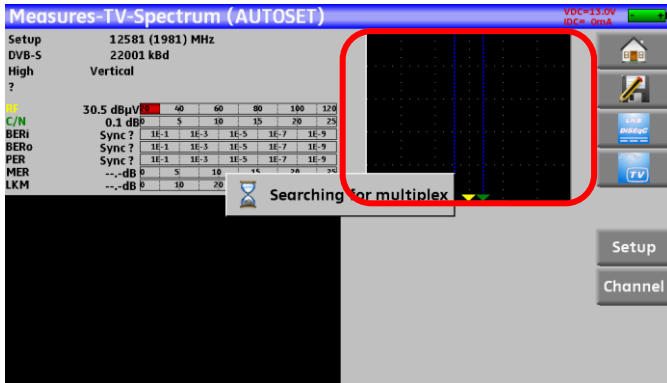 Measures-TV-Spectrum (AUTOSET)
VDC=13.0V
IDC= 0mA
- +
Setup 12581 (1981) MHz
DVB-S 22001 kBd
High Vertical
?
RF 30.5 dBµV 20 40 60 80 100 120
C/N 0.1 dB 0 5 10 15 20 25
BERi Sync ? 1E-1 1E-3 1E-5 1E-7 1E-9
BERo Sync ? 1E-1 1E-3 1E-5 1E-7 1E-9
PER Sync ? 1E-1 1E-3 1E-5 1E-7 1E-9
MER --.-dB 0 5 10 15 20 25
LKM --.-dB 0 10 20
Searching for multiplex
LNB
DiSEqC
TV
Setup
Channel